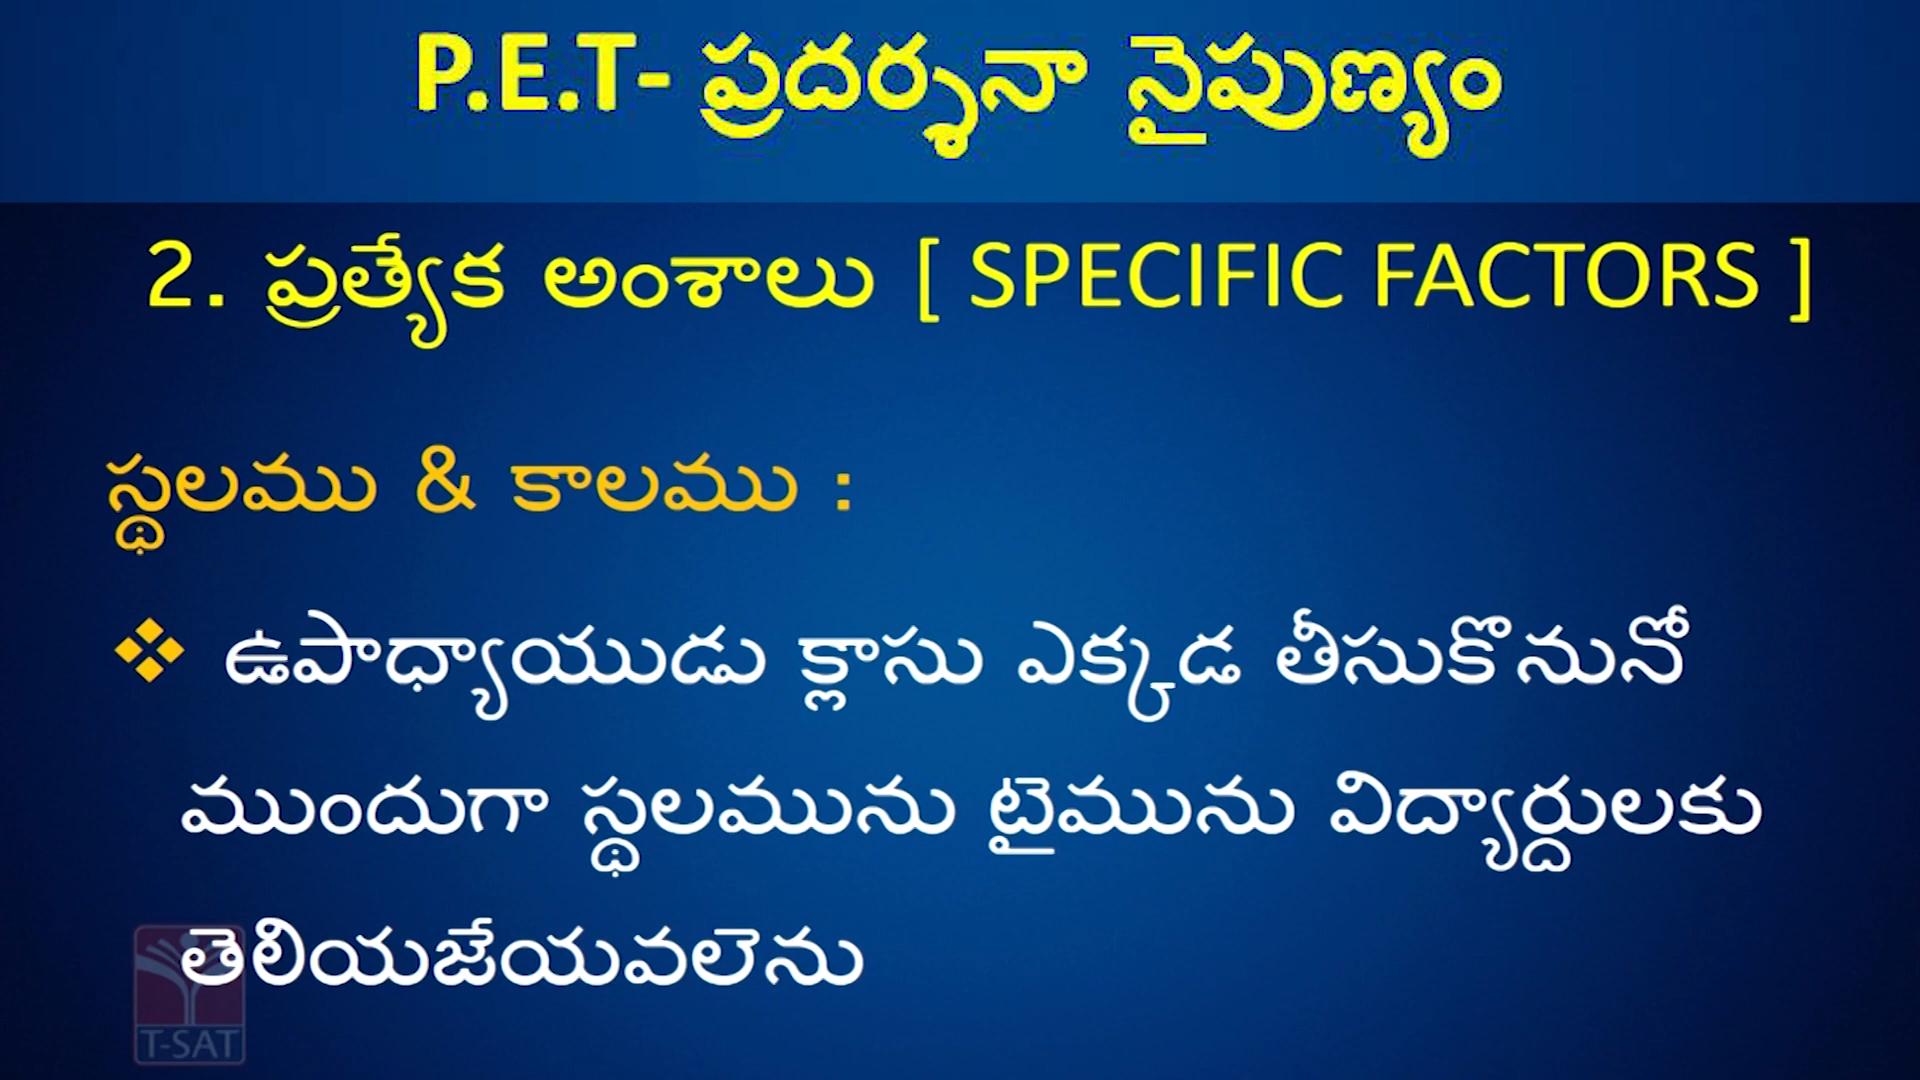 P.E.T- ప్రదర్శనా నైపుణ్యం
2. ప్రత్యేక అంశాలు [ SPECIFIC FACTORS ]
స్థలము & కాలము :
❖ ఉపాధ్యాయుడు క్లాసు ఎక్కడ తీసుకొనునో
ముందుగా స్థలమును టైమును విద్యార్దులకు
తెలియజేయవలెను
T-SAT